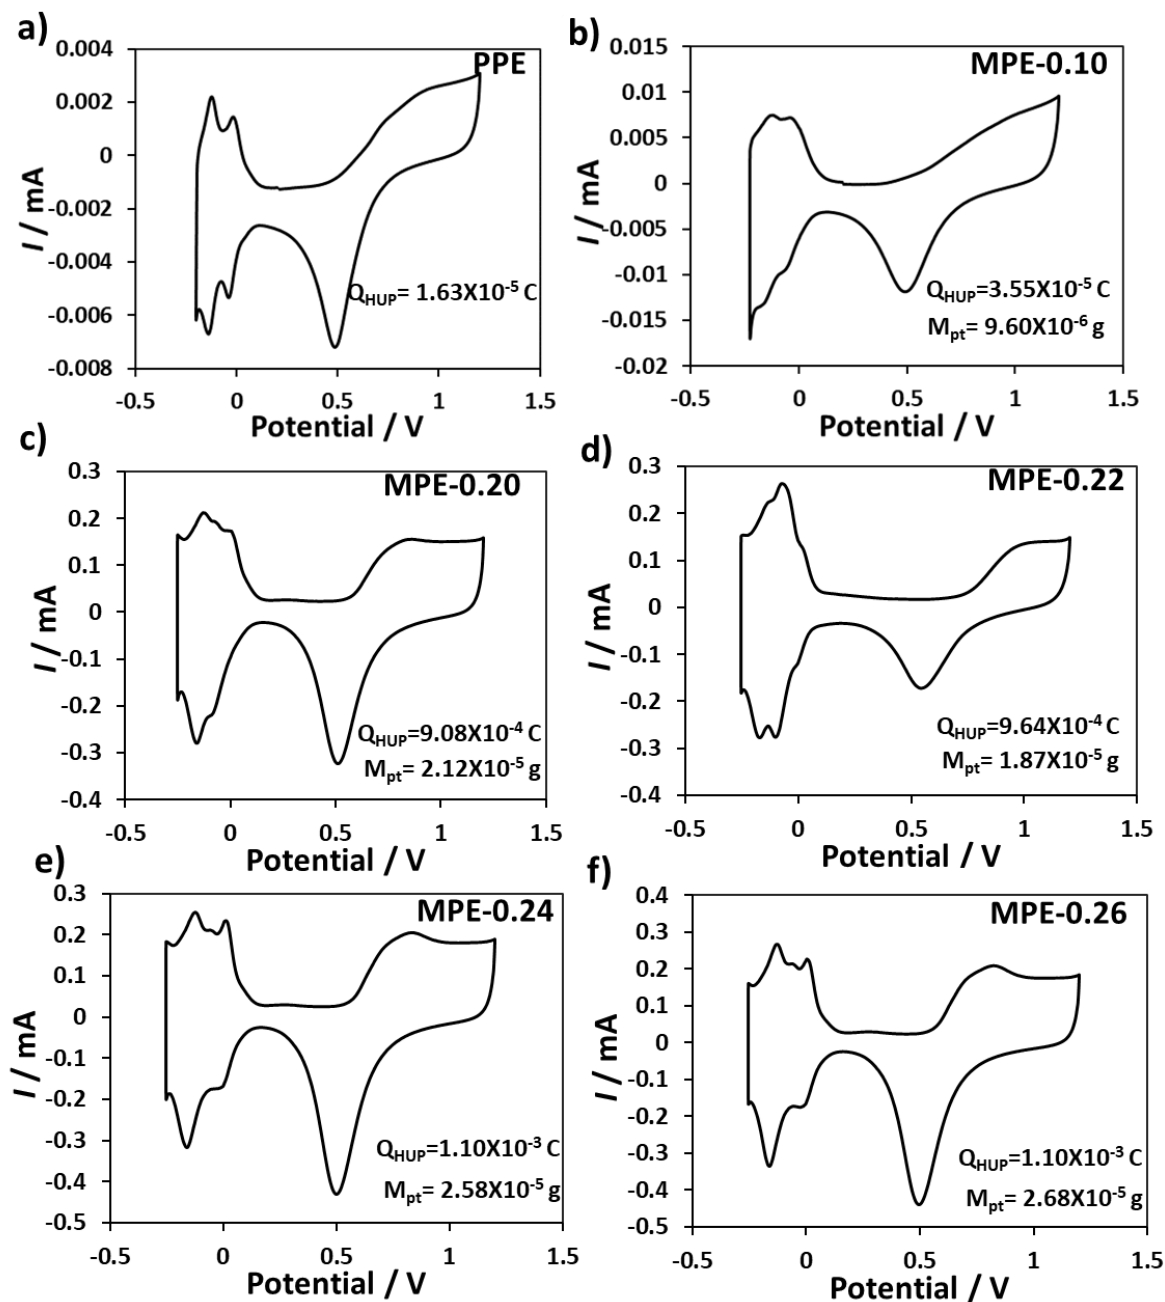 a)
PPE
0.004
0.002
0
-0.002
-0.004
-0.006
-0.008
I / mA
Q_HUP= 1.63X10^-5 C
-0.5 0 0.5 1 1.5
Potential / V
b)
MPE-0.10
0.015
0.01
0.005
0
-0.005
-0.01
-0.015
-0.02
I / mA
Q_HUP=3.55X10^-5 C
M_pt= 9.60X10^-6 g
-0.5 0 0.5 1 1.5
Potential / V
c)
MPE-0.20
0.3
0.2
0.1
0
-0.1
-0.2
-0.3
-0.4
I / mA
Q_HUP=9.08X10^-4 C
M_pt= 2.12X10^-5 g
-0.5 0 0.5 1 1.5
Potential / V
d)
MPE-0.22
0.3
0.2
0.1
0
-0.1
-0.2
-0.3
-0.4
I / mA
Q_HUP=9.64X10^-4 C
M_pt= 1.87X10^-5 g
-0.5 0 0.5 1 1.5
Potential / V
e)
MPE-0.24
0.3
0.2
0.1
0
-0.1
-0.2
-0.3
-0.4
-0.5
I / mA
Q_HUP=1.10X10^-3 C
M_pt= 2.58X10^-5 g
-0.5 0 0.5 1 1.5
Potential / V
f)
MPE-0.26
0.4
0.3
0.2
0.1
0
-0.1
-0.2
-0.3
-0.4
-0.5
I / mA
Q_HUP=1.10X10^-3 C
M_pt= 2.68X10^-5 g
-0.5 0 0.5 1 1.5
Potential / V